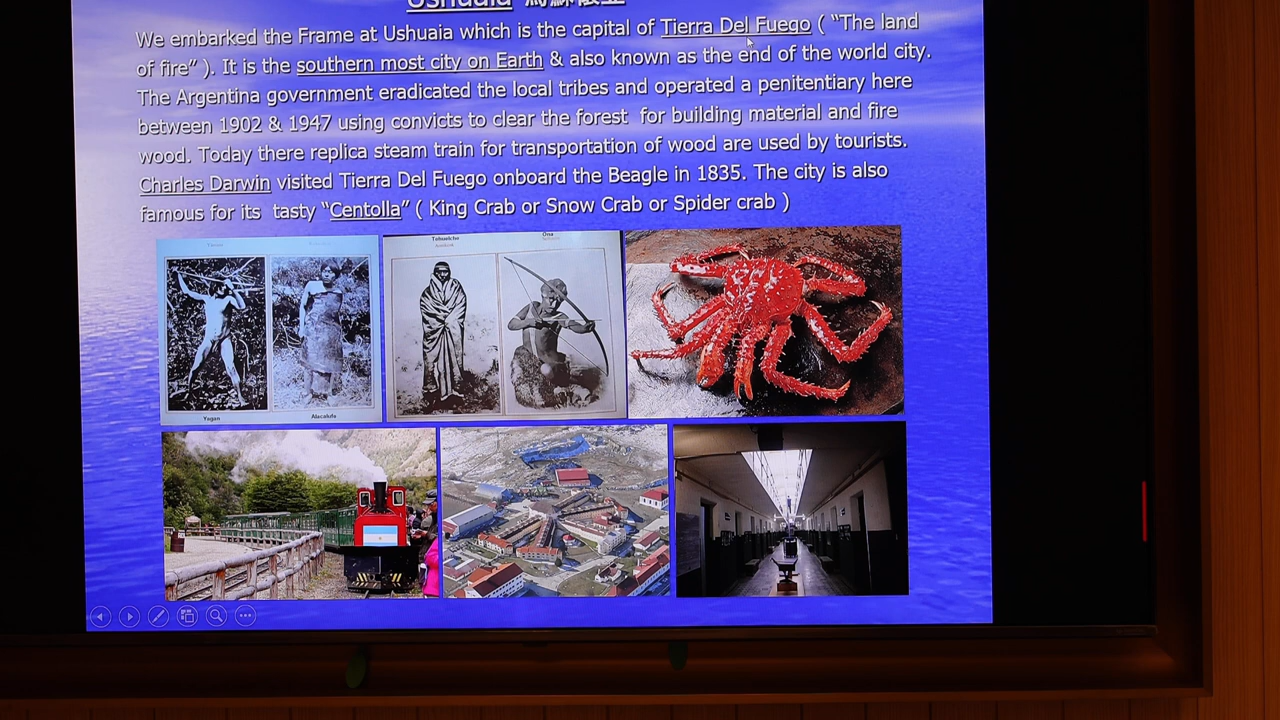 Ushuaia
We embarked the Frame at Ushuaia which is the capital of Tierra Del Fuego ( “The land
of fire” ). It is the southern most city on Earth & also known as the end of the world city.
The Argentina government eradicated the local tribes and operated a penitentiary here
between 1902 & 1947 using convicts to clear the forest for building material and fire
wood. Today there replica steam train for transportation of wood are used by tourists.
Charles Darwin visited Tierra Del Fuego onboard the Beagle in 1835. The city is also
famous for its tasty “Centolla” ( King Crab or Snow Crab or Spider crab )
Tahuelche
Ona
Yagan
Alacalufa